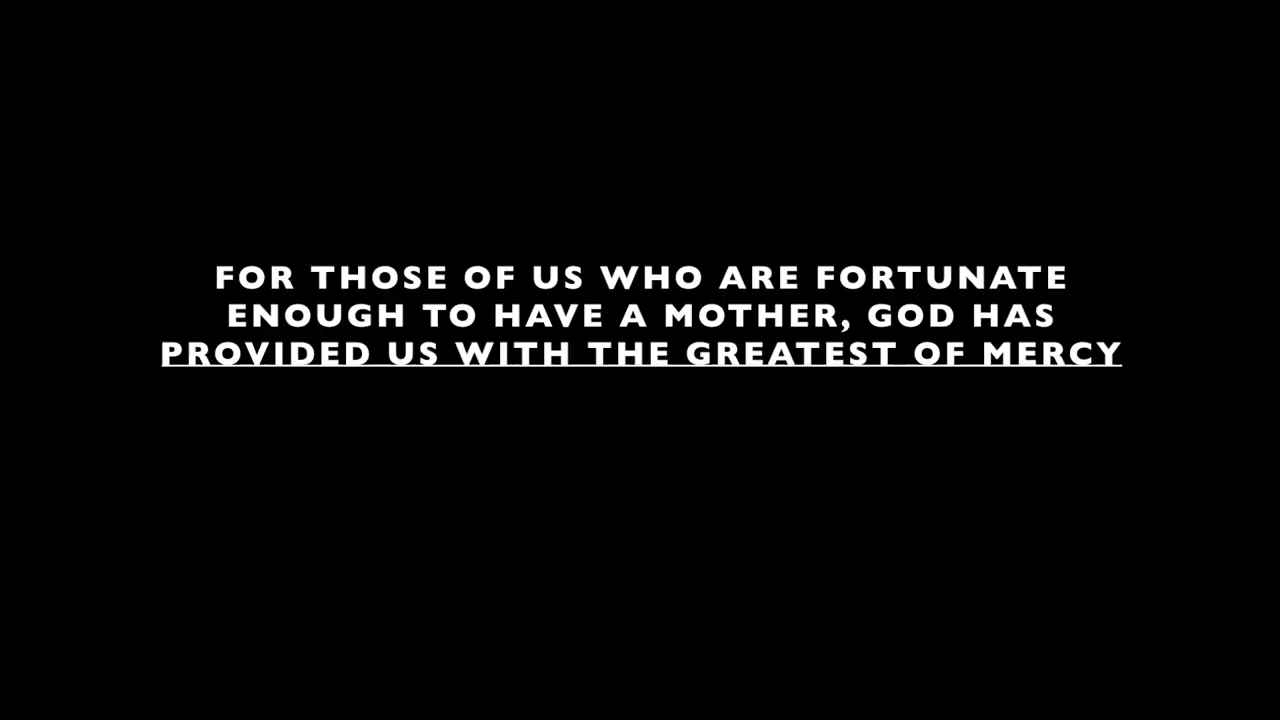 FOR THOSE OF US WHO ARE FORTUNATE
ENOUGH TO HAVE A MOTHER, GOD HAS
PROVIDED US WITH THE GREATEST OF MERCY